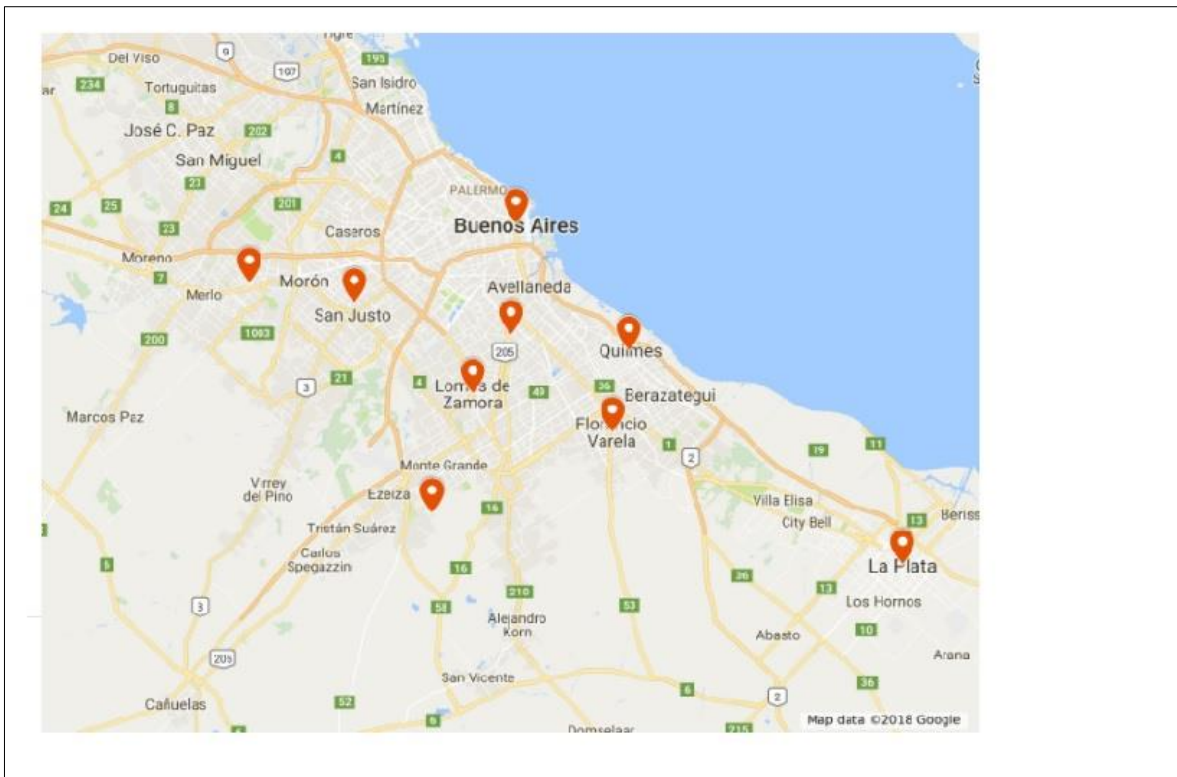 Tigre
Del Viso
9
195
107
San Isidro
234
Tortuguitas
ar
8
Martínez
José C. Paz
202
San Miguel
4
23
PALERMO
24
25
201
Buenos Aires
23
Caseros
Moreno
7
Morón
Avellaneda
Merlo
San Justo
1003
200
205
Quilmes
21
3
4
49
36
Lomas de
Zamora
Berazategui
Marcos Paz
Florencio
Varela
1
11
2
19
Monte Grande
Virrey
del Pino
Ezeiza
16
Villa Elisa
13
Beriss
City Bell
Tristán Suárez
Carlos
Spegazzin
La Plata
5
16
36
13
210
3
58
53
Los Hornos
Alejandro
Korn
10
Abasto
205
Arana
San Vicente
36
6
2
Cañuelas
52
6
215
Domselaar
Map data ©2018 Google